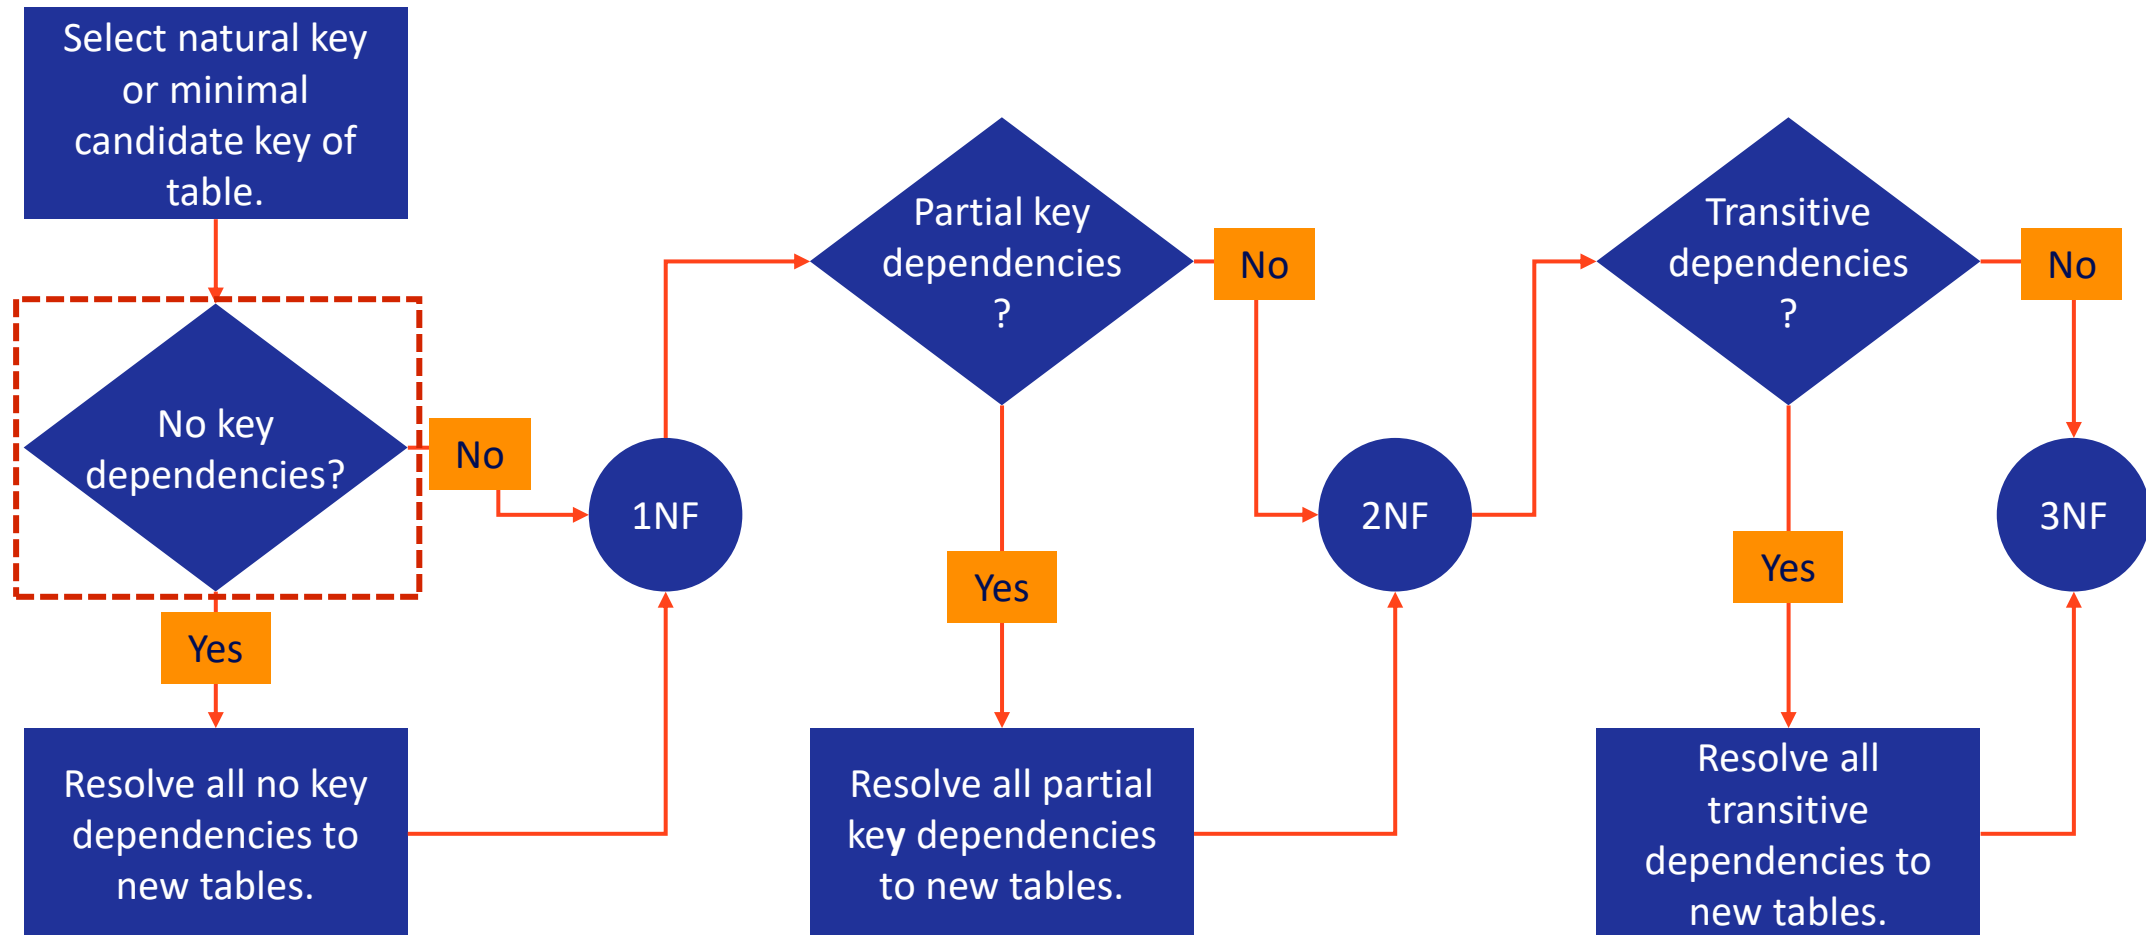 Select natural key
or minimal
candidate key of
table.
No key
dependencies?
No
Yes
Resolve all no key
dependencies to
new tables.
1NF
Partial key
dependencies
?
No
Yes
Resolve all partial
key dependencies
to new tables.
2NF
Transitive
dependencies
?
No
Yes
Resolve all
transitive
dependencies to
new tables.
3NF